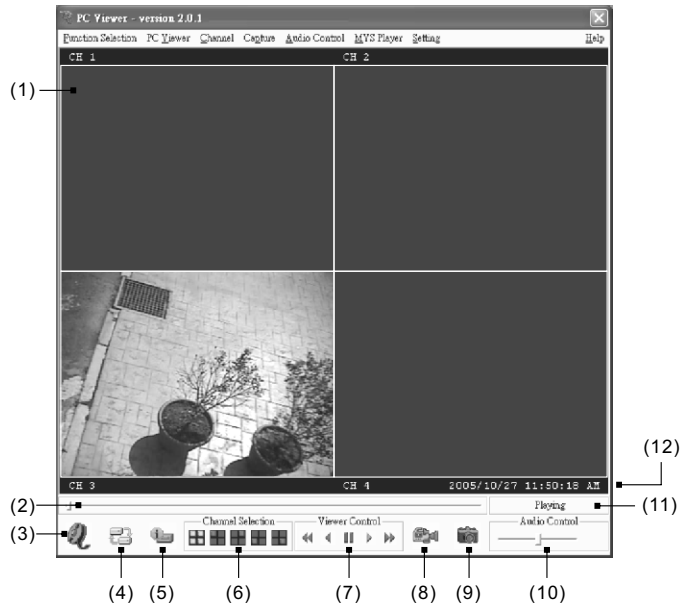 PC Viewer - version 2.0.1
Function Selection PC Viewer Channel Capture Audio Control MYS Player Setting Help
CH 1 CH 2
(1)
(12)
CH 3 CH 4 2005/10/27 11:50:18 AM
(2) Playing (11)
(3) Channel Selection Viewer Control Audio Control
(4) (5) (6) (7) (8) (9) (10)